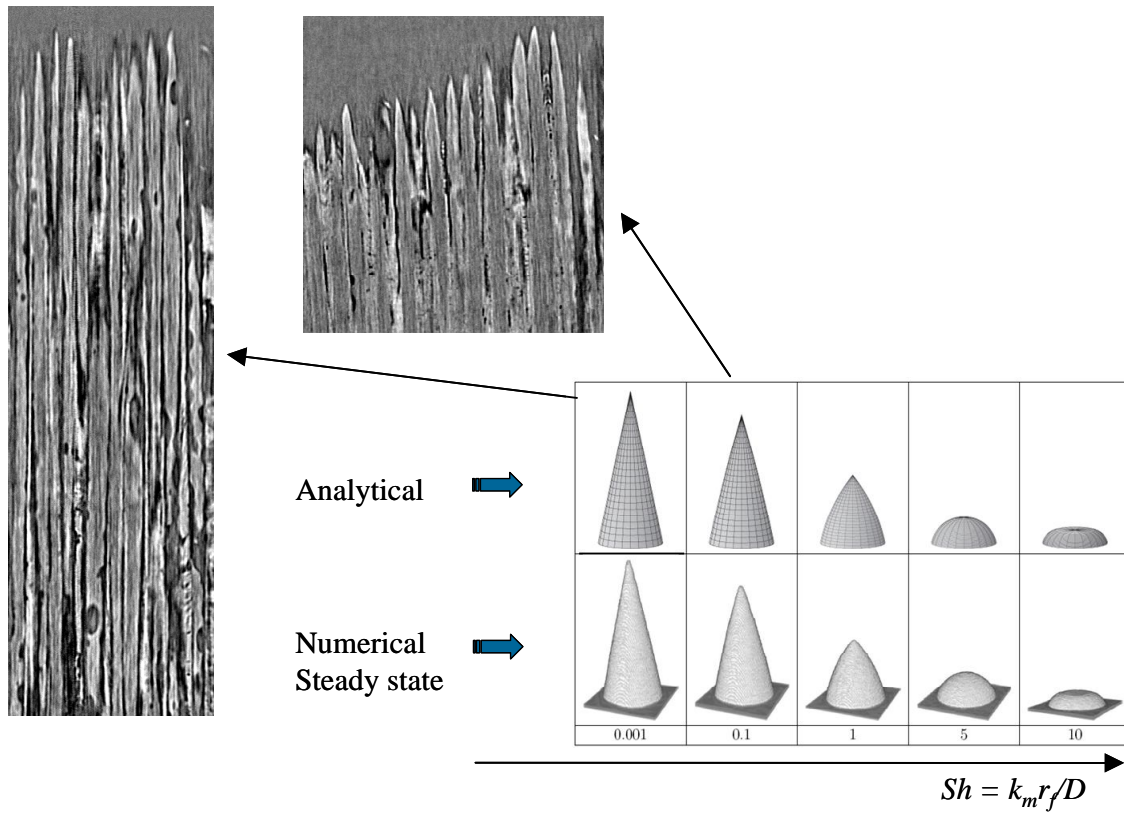 Analytical
Numerical
Steady state
0.001 0.1 1 5 10
Sh = kmrf/D